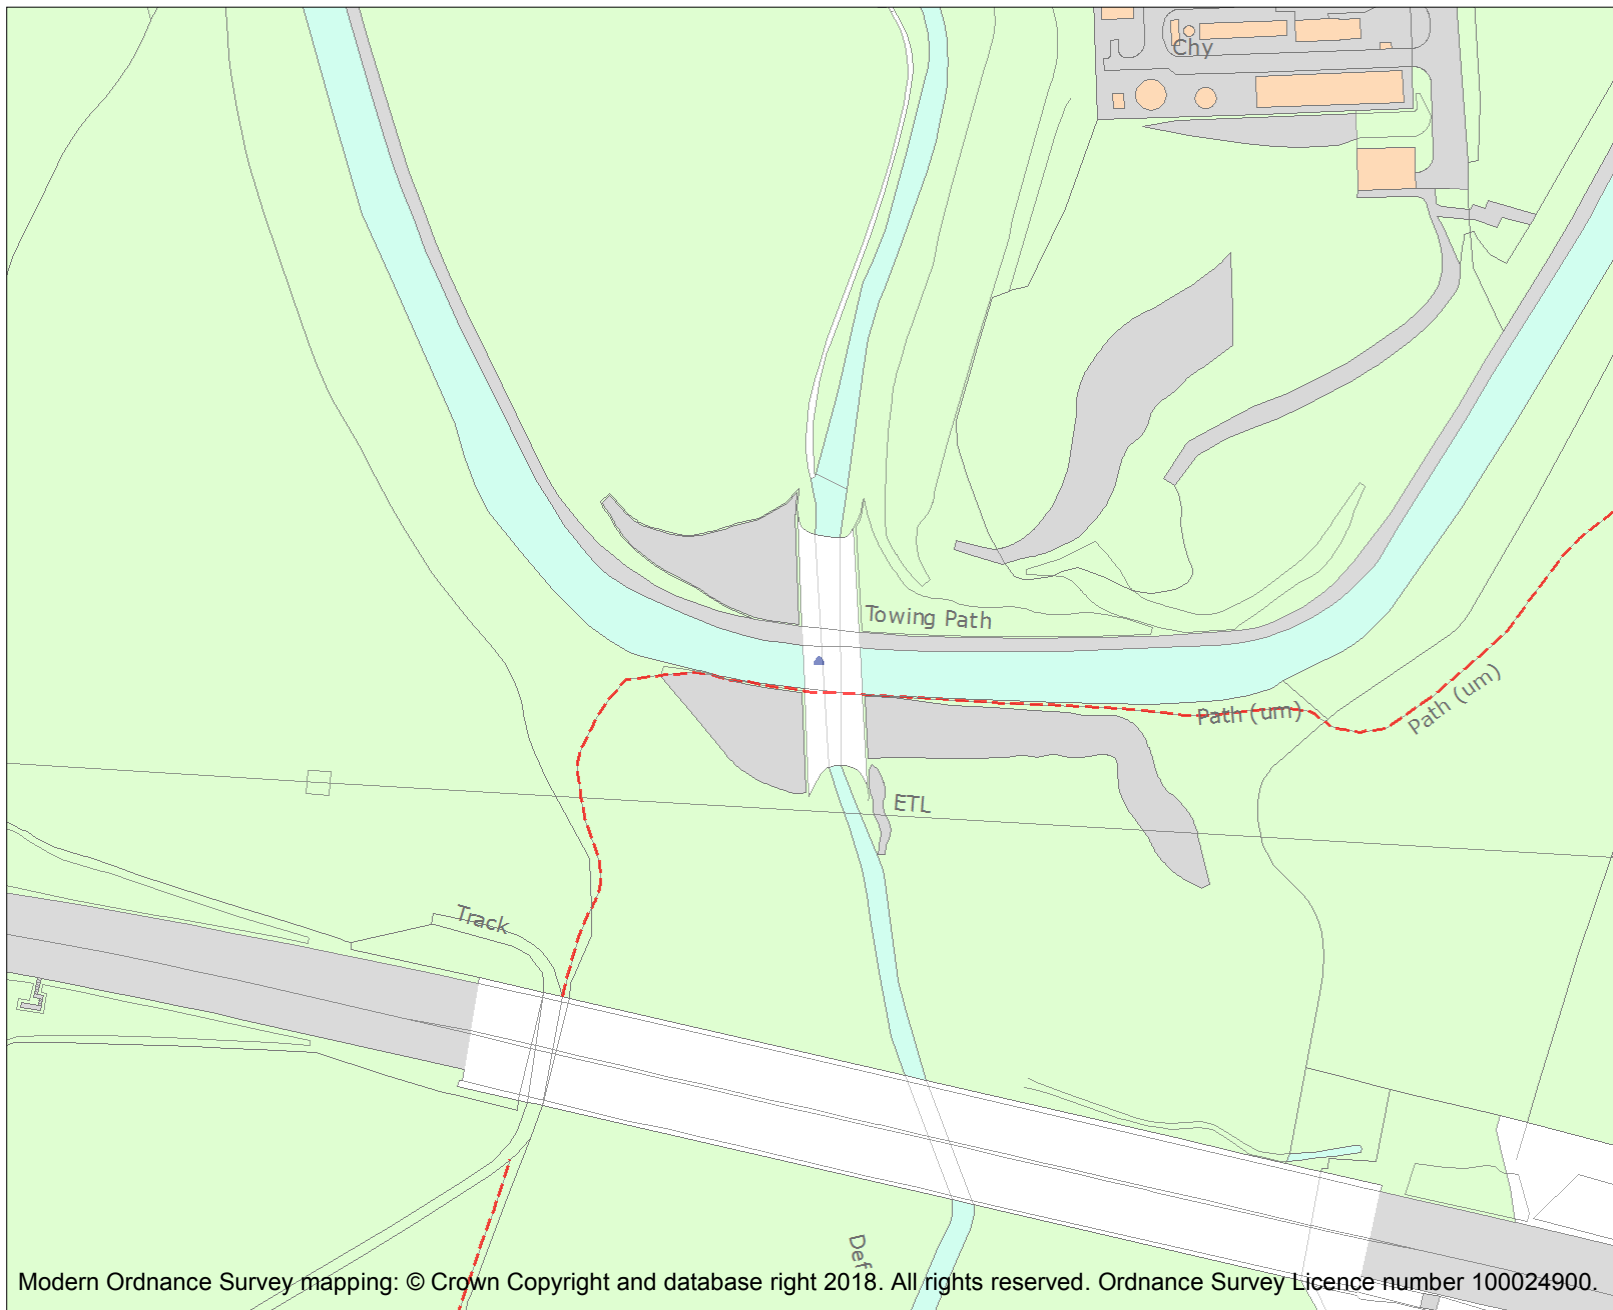 Chy
Towing Path
Path (um)
Path (um)
ETL
Track
Def
Modern Ordnance Survey mapping: © Crown Copyright and database right 2018. All rights reserved. Ordnance Survey Licence number 100024900.